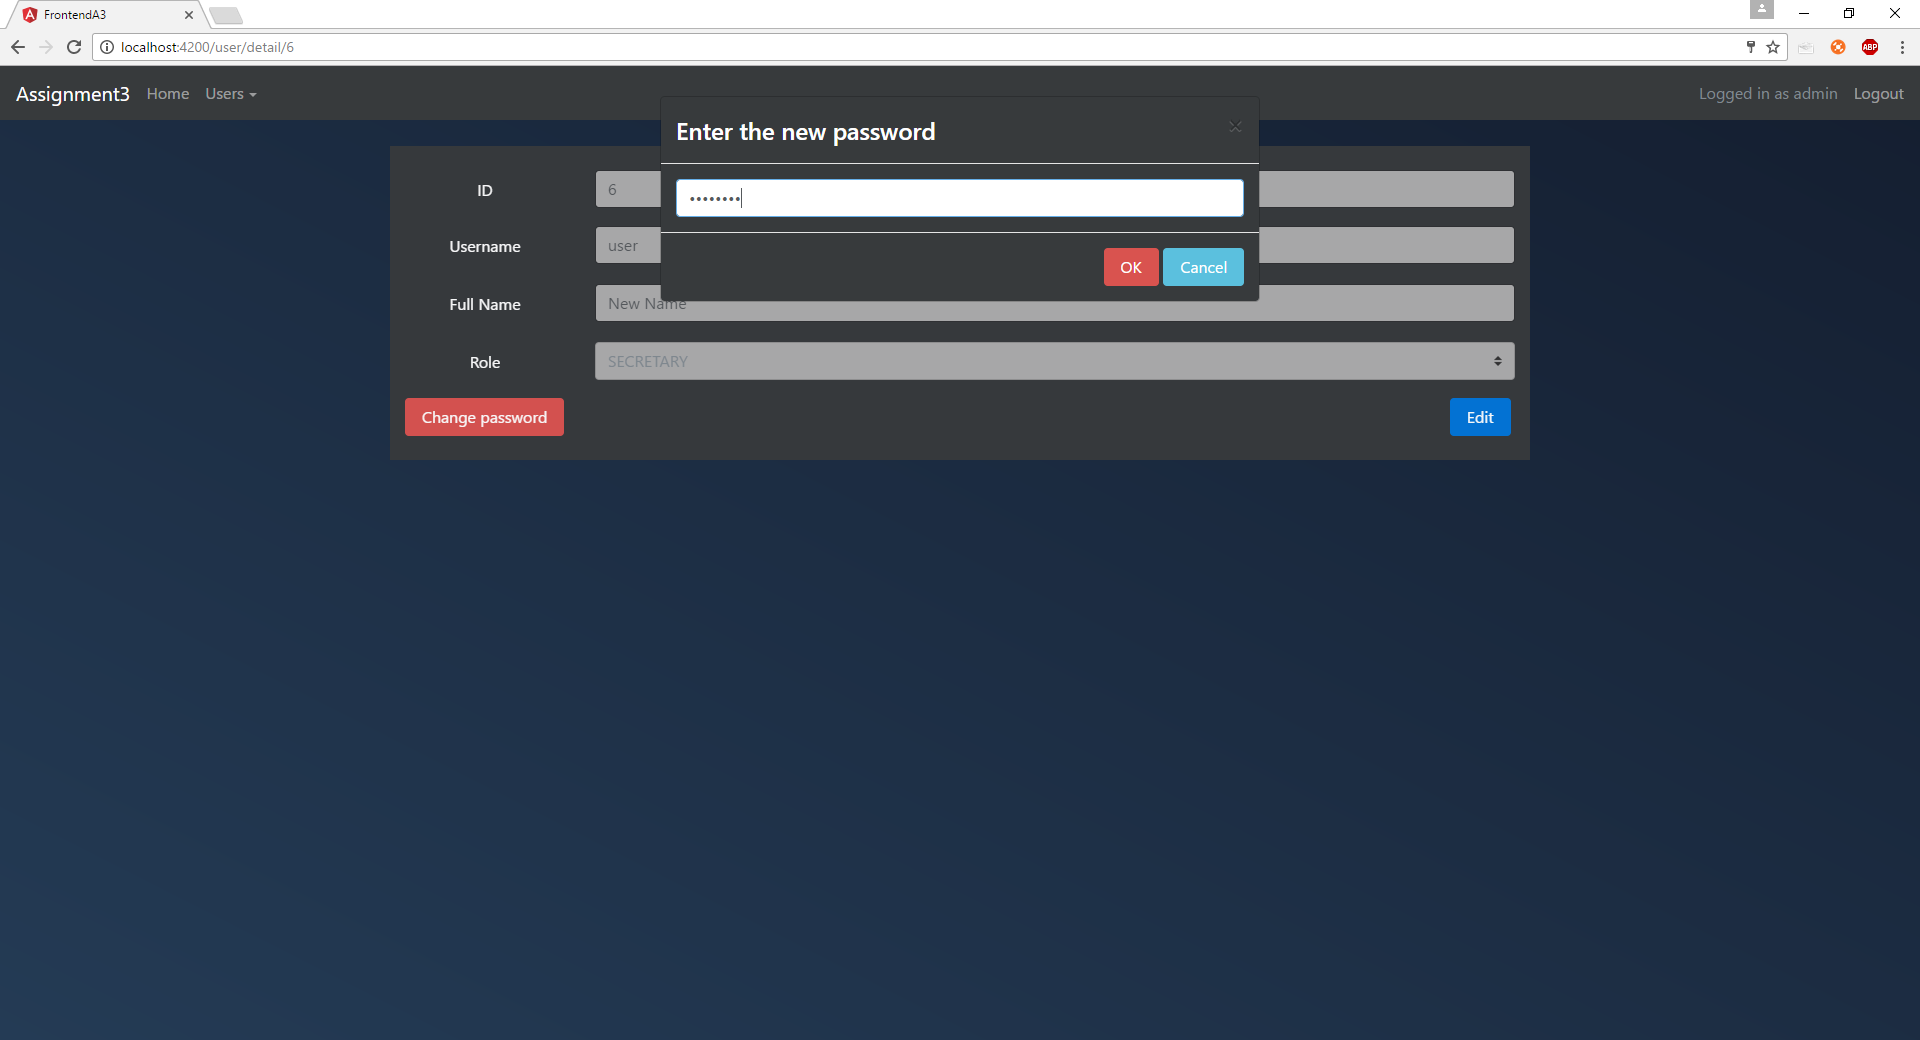 FrontendA3
localhost:4200/user/detail/6
ABP
Assignment3 Home Users Logged in as admin Logout
Enter the new password
×
••••••••
OK Cancel
ID 6
Username user
Full Name New Name
Role SECRETARY
Change password Edit